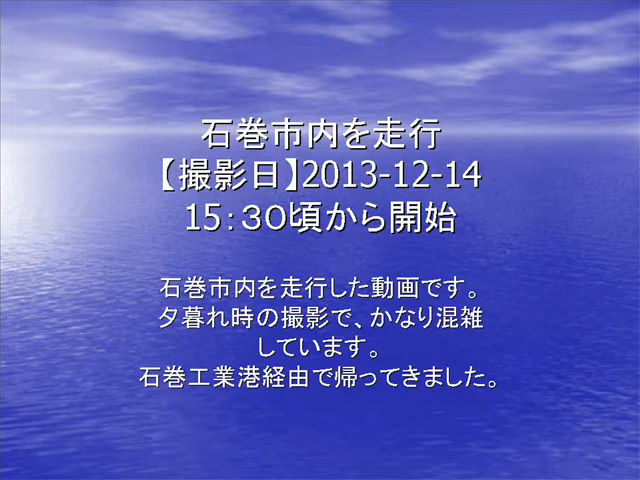 石巻市内を走行
【撮影日】2013-12-14
15：３０頃から開始
石巻市内を走行した動画です。
夕暮れ時の撮影で、かなり混雑
しています。
石巻工業港経由で帰ってきました。